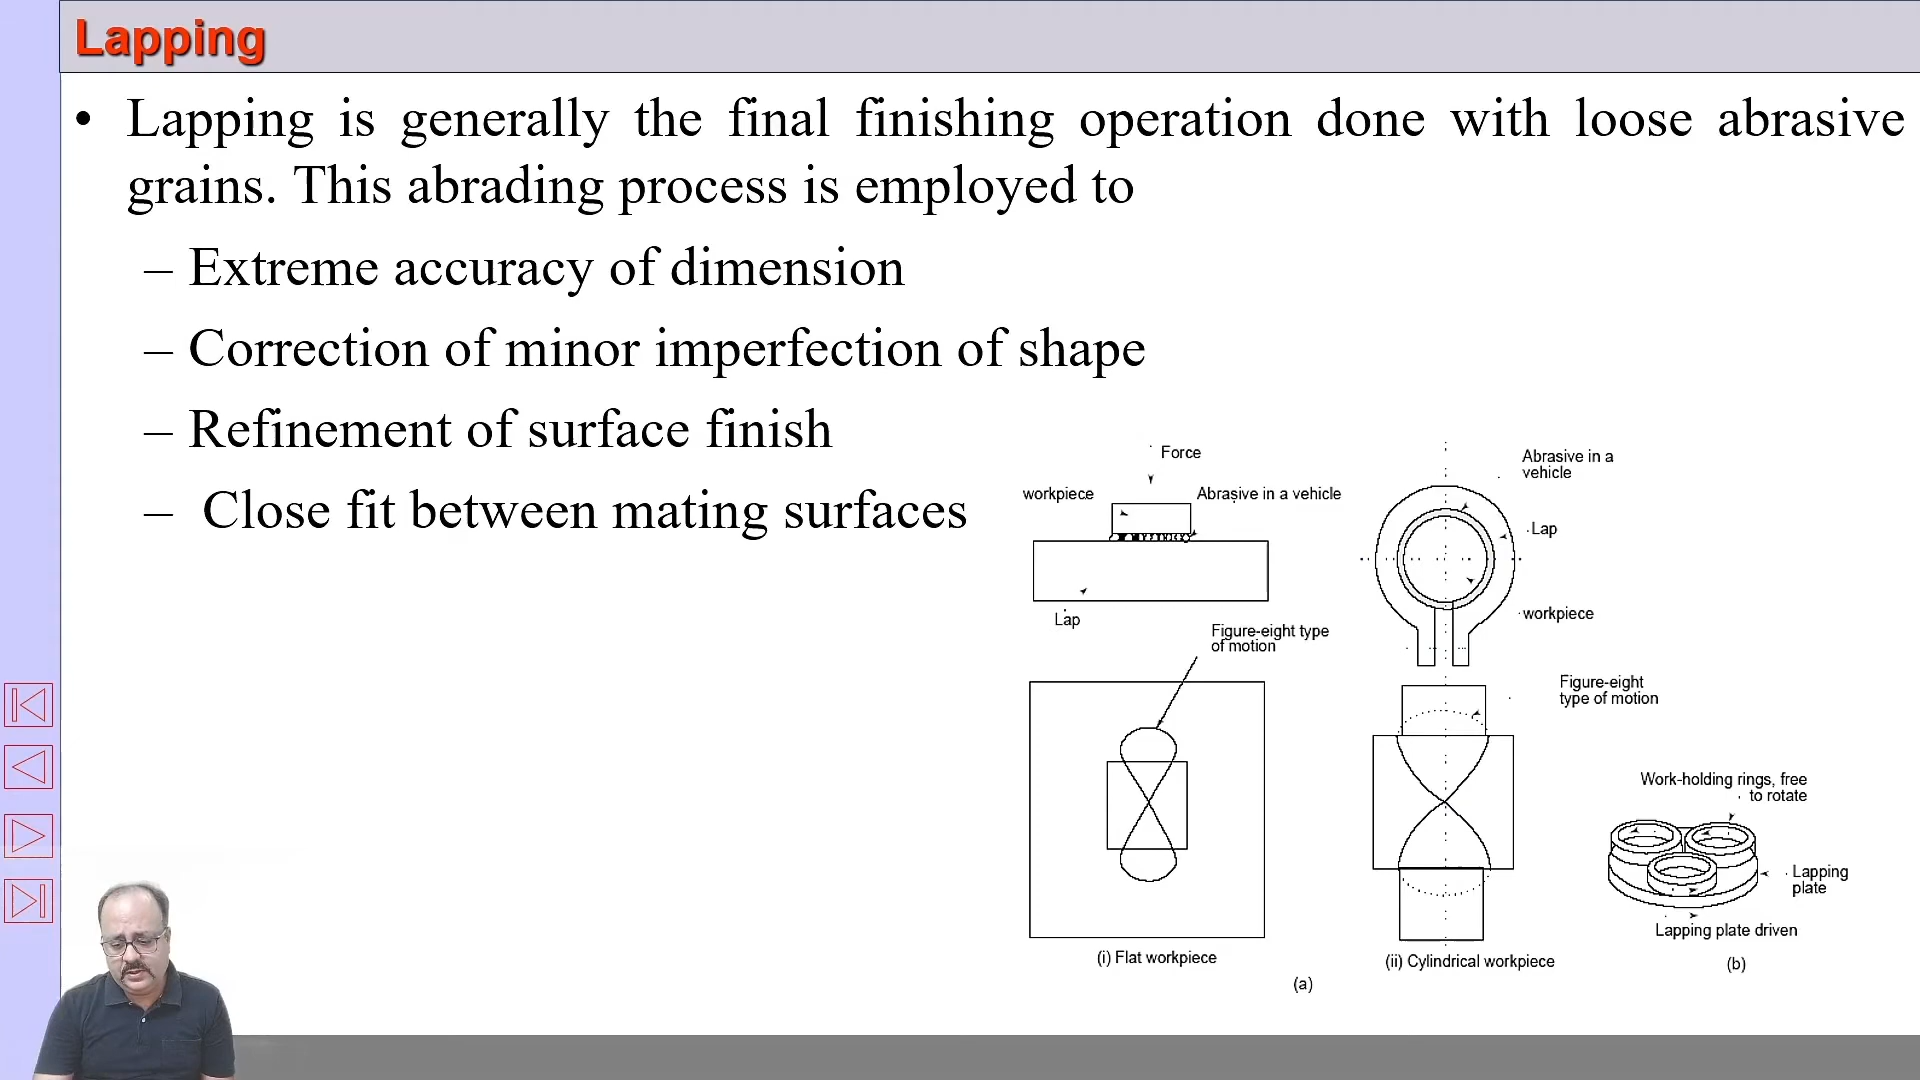 Lapping
• Lapping is generally the final finishing operation done with loose abrasive
grains. This abrading process is employed to
– Extreme accuracy of dimension
– Correction of minor imperfection of shape
– Refinement of surface finish
– Close fit between mating surfaces
Force
workpiece
Abrasive in a vehicle
Lap
Figure-eight type
of motion
(i) Flat workpiece
Abrasive in a
vehicle
Lap
workpiece
Figure-eight
type of motion
(ii) Cylindrical workpiece
(a)
Work-holding rings, free
to rotate
Lapping
plate
Lapping plate driven
(b)